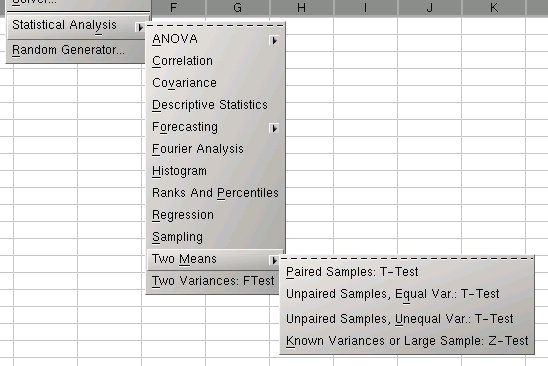 Solver...
F G H I J K
Statistical Analysis
Random Generator...
ANOVA
Correlation
Covariance
Descriptive Statistics
Forecasting
Fourier Analysis
Histogram
Ranks And Percentiles
Regression
Sampling
Two Means
Two Variances: FTest
Paired Samples: T-Test
Unpaired Samples, Equal Var.: T-Test
Unpaired Samples, Unequal Var.: T-Test
Known Variances or Large Sample: Z-Test